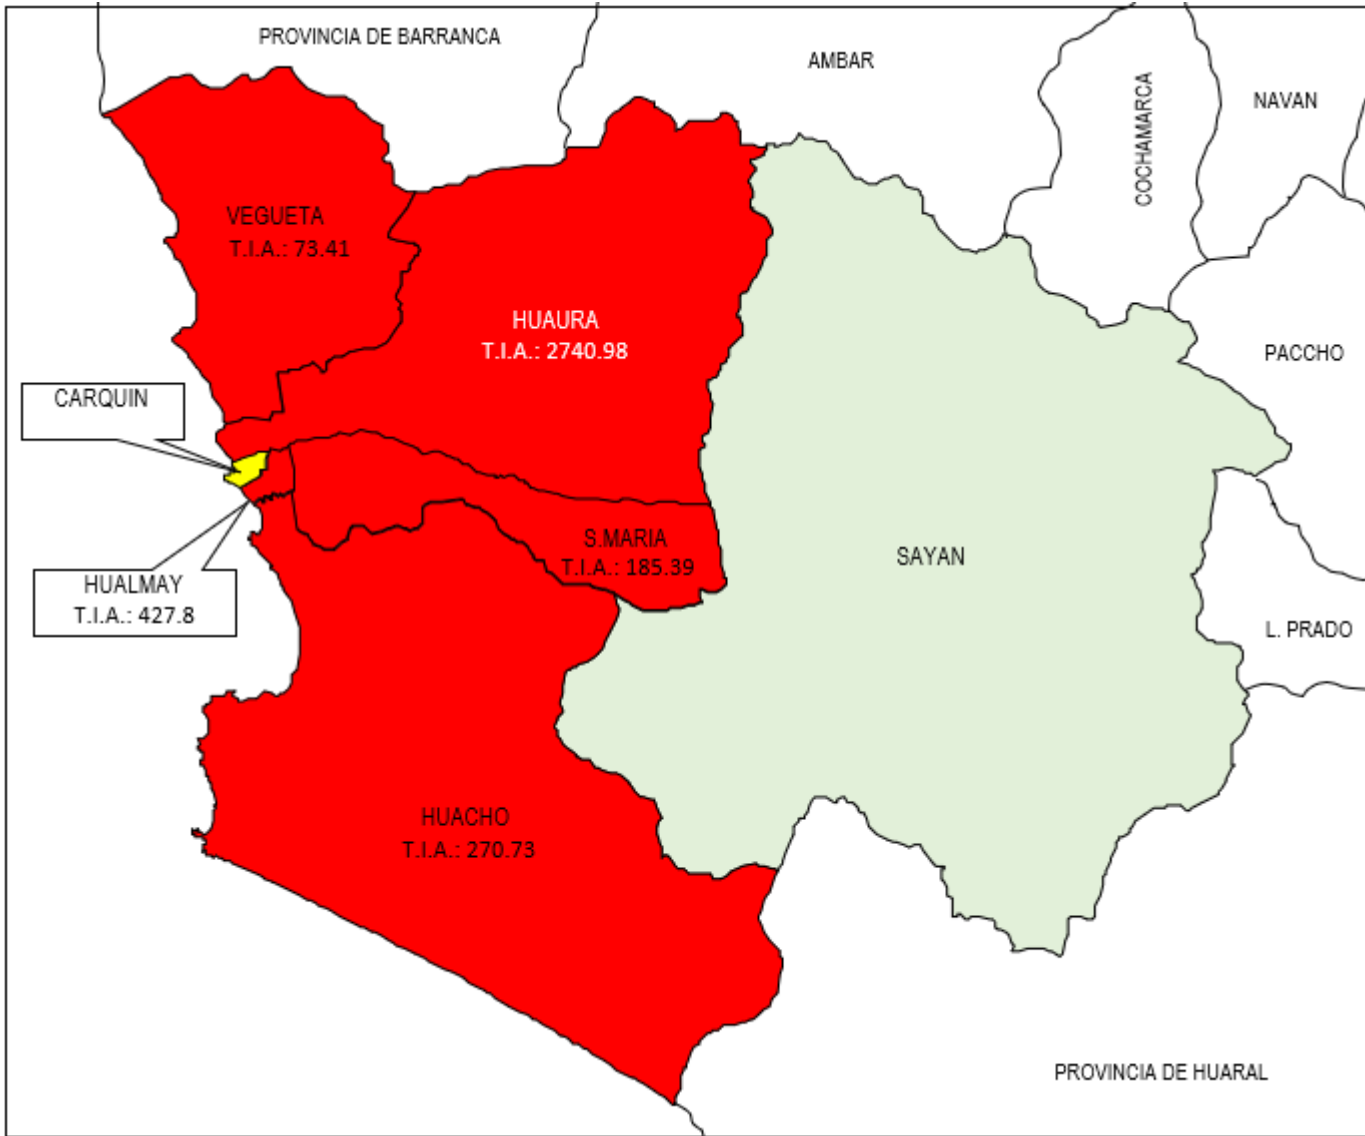 PROVINCIA DE BARRANCA
AMBAR
COCHAMARCA
NAVAN
VEGUETA
T.I.A.: 73.41
HUAURA
T.I.A.: 2740.98
PACCHO
CARQUIN
S.MARIA
T.I.A.: 185.39
SAYAN
HUALMAY
T.I.A.: 427.8
L. PRADO
HUACHO
T.I.A.: 270.73
PROVINCIA DE HUARAL